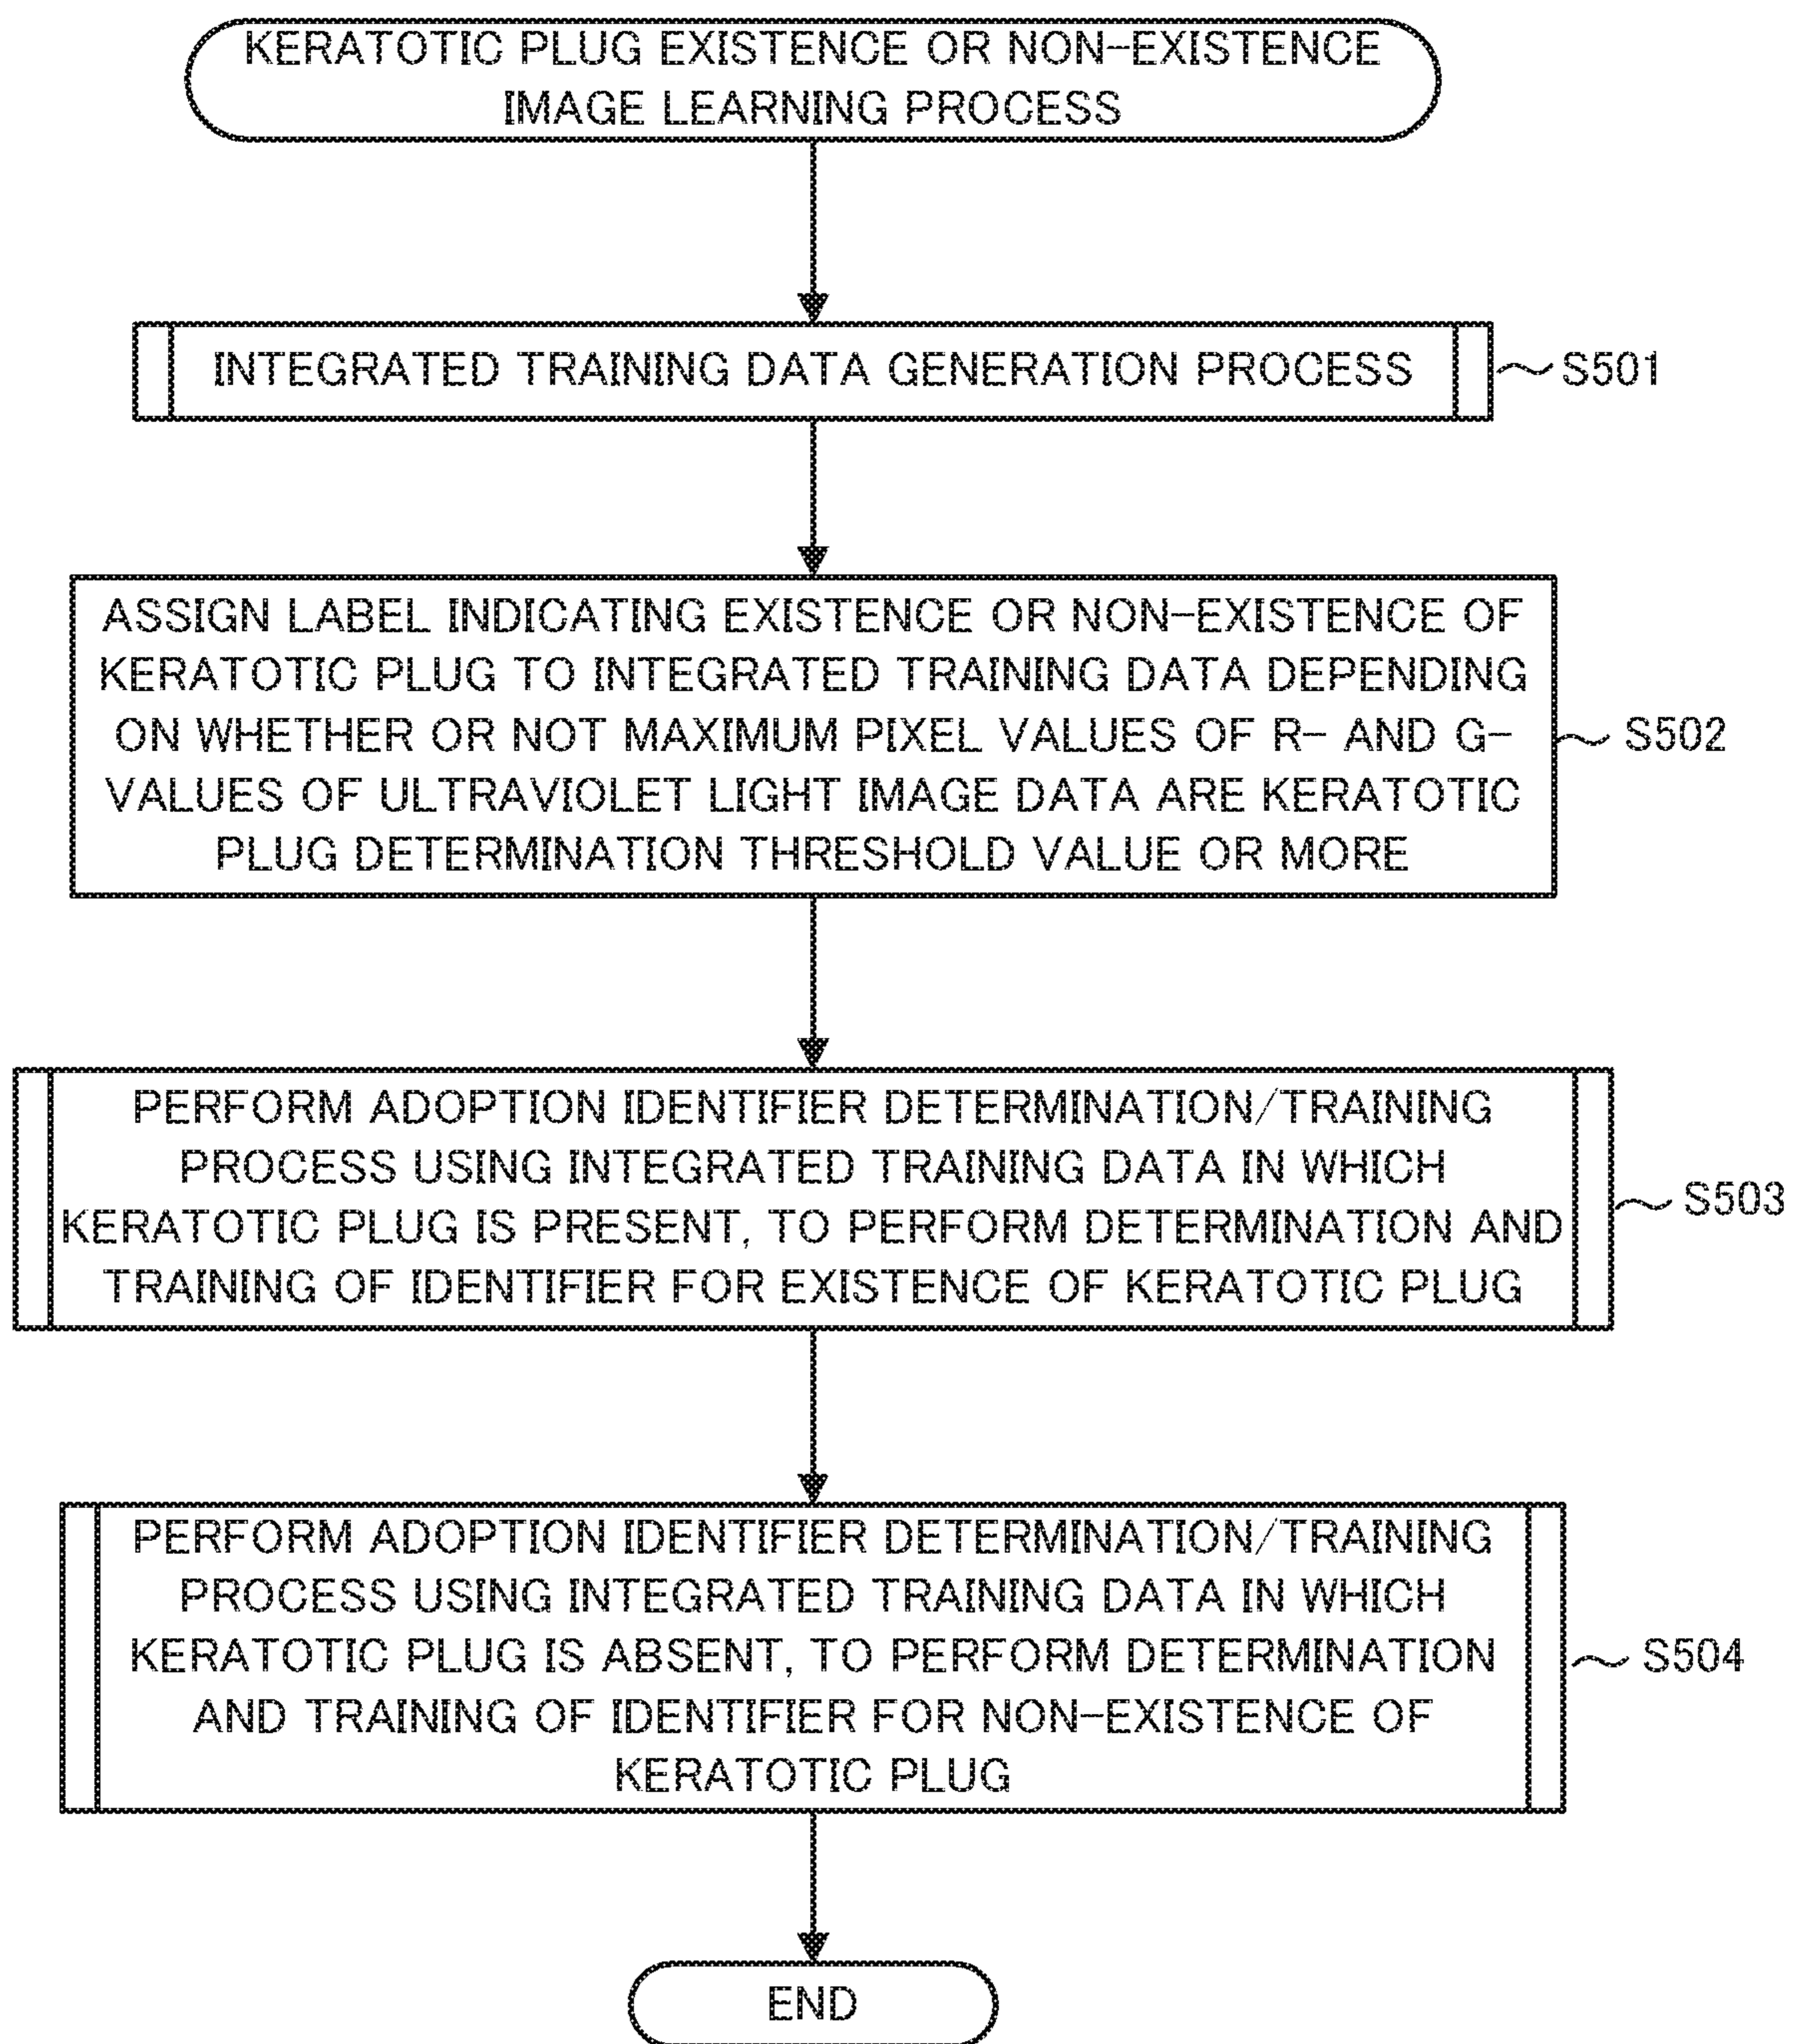 KERATOTIC PLUG EXISTENCE OR NON-EXISTENCE
IMAGE LEARNING PROCESS
INTEGRATED TRAINING DATA GENERATION PROCESS
S501
ASSIGN LABEL INDICATING EXISTENCE OR NON-EXISTENCE OF
KERATOTIC PLUG TO INTEGRATED TRAINING DATA DEPENDING
ON WHETHER OR NOT MAXIMUM PIXEL VALUES OF R- AND G-
VALUES OF ULTRAVIOLET LIGHT IMAGE DATA ARE KERATOTIC
PLUG DETERMINATION THRESHOLD VALUE OR MORE
S502
PERFORM ADOPTION IDENTIFIER DETERMINATION/TRAINING
PROCESS USING INTEGRATED TRAINING DATA IN WHICH
KERATOTIC PLUG IS PRESENT, TO PERFORM DETERMINATION AND
TRAINING OF IDENTIFIER FOR EXISTENCE OF KERATOTIC PLUG
S503
PERFORM ADOPTION IDENTIFIER DETERMINATION/TRAINING
PROCESS USING INTEGRATED TRAINING DATA IN WHICH
KERATOTIC PLUG IS ABSENT, TO PERFORM DETERMINATION
AND TRAINING OF IDENTIFIER FOR NON-EXISTENCE OF
KERATOTIC PLUG
S504
END